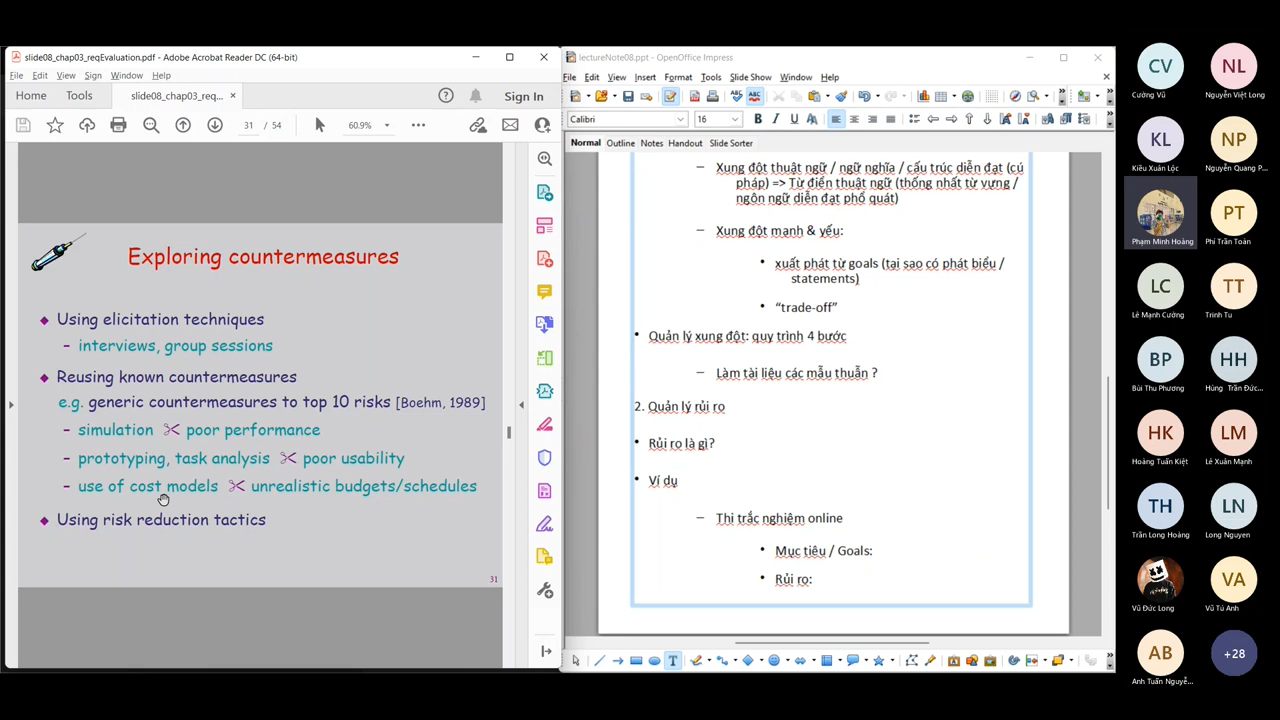 slide08_chap03_reqEvaluation.pdf - Adobe Acrobat Reader DC (64-bit)
File Edit View Sign Window Help
Home Tools slide08_chap03_req... × Sign In
31 / 54 60.9%
Exploring countermeasures
Using elicitation techniques
- interviews, group sessions
Reusing known countermeasures
e.g. generic countermeasures to top 10 risks [Boehm, 1989]
- simulation ✂ poor performance
- prototyping, task analysis ✂ poor usability
- use of cost models ✂ unrealistic budgets/schedules
Using risk reduction tactics
31
lectureNote08.ppt - OpenOffice Impress
File Edit View Insert Format Tools Slide Show Window Help
Calibri 16
Normal Outline Notes Handout Slide Sorter
– Xung đột thuật ngữ / ngữ nghĩa / cấu trúc diễn đạt (cú
pháp) => Từ điển thuật ngữ (thống nhất từ vựng /
ngôn ngữ diễn đạt phổ quát)
– Xung đột mạnh & yếu:
• xuất phát từ goals (tại sao có phát biểu /
statements)
• “trade-off”
• Quản lý xung đột: quy trình 4 bước
– Làm tài liệu các mẫu thuẫn ?
2. Quản lý rủi ro
• Rủi ro là gì?
• Ví dụ
– Thi trắc nghiệm online
• Mục tiêu / Goals:
• Rủi ro:
CV NL
Cường Vũ Nguyễn Việt Long
KL NP
Kiều Xuân Lộc Nguyễn Quang P...
PT
Phạm Minh Hoàng Phí Trần Toàn
LC TT
Lê Mạnh Cường Trinh Tu
BP HH
Bùi Thu Phương Hùng Trần Đức...
HK LM
Hoàng Tuấn Kiệt Lê Xuân Mạnh
TH LN
Trần Long Hoàng Long Nguyen
VA
Vũ Đức Long Vũ Tú Anh
AB +28
Anh Tuấn Nguyễ...